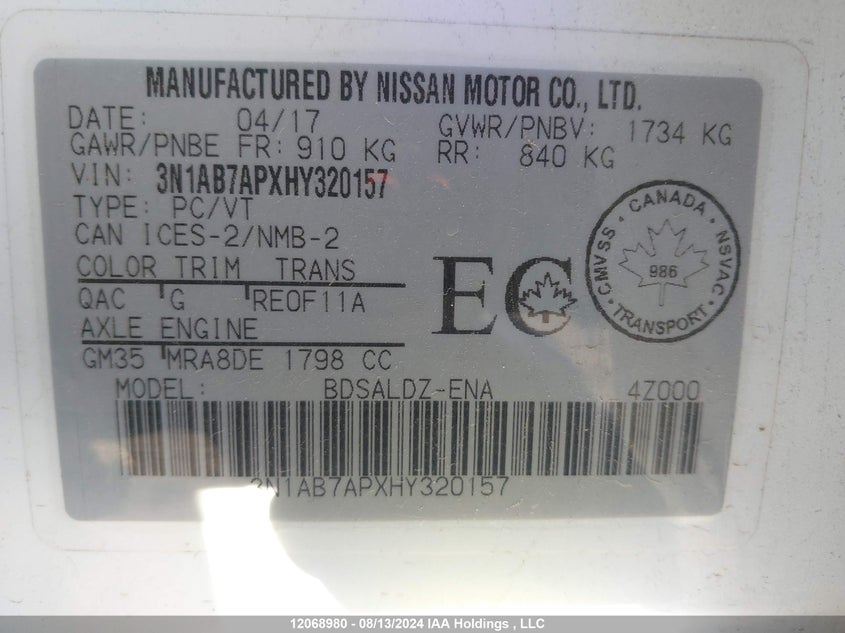 MANUFACTURED BY NISSAN MOTOR CO., LTD.
DATE: 04/17 GVWR/PNBV: 1734 KG
GAWR/PNBE FR: 910 KG RR: 840 KG
VIN: 3N1AB7APXHY320157
TYPE: PC/VT
CAN ICES-2/NMB-2
COLOR TRIM TRANS
QAC G RE0F11A
AXLE ENGINE
GM35 MRA8DE 1798 CC
EC
CANADA
CMVSS · NSVAC
986
TRANSPORT
MODEL: BDSALDZ-ENA 4Z000
3N1AB7APXHY320157
12068980 - 08/13/2024 IAA Holdings , LLC